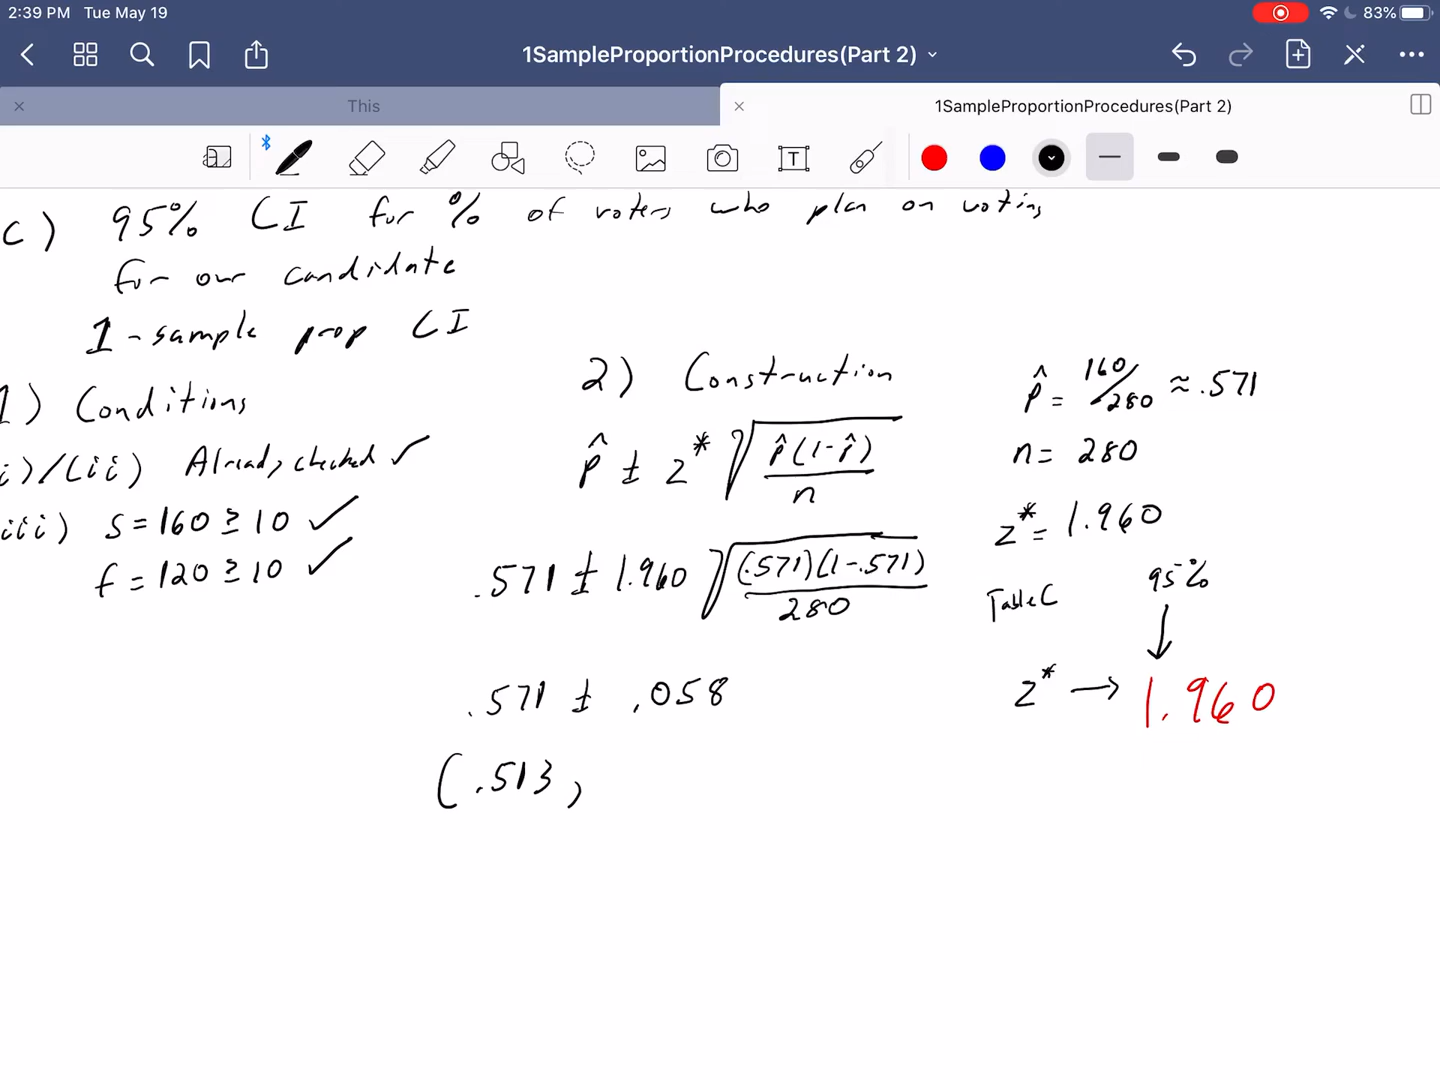 2:39 PM Tue May 19
83%
1SampleProportionProcedures(Part 2)
This
1SampleProportionProcedures(Part 2)
T
C) 95% CI for % of voters who plan on voting
for our candidate
1-sample prop CI
1) Conditions
i)/(ii) Already checked ✓
iii) S = 160 ≥ 10 ✓
f = 120 ≥ 10 ✓
2) Construction
p̂ ± z* √(p̂(1-p̂)/n)
.571 ± 1.960 √((.571)(1-.571)/280)
.571 ± .058
(.513,
p̂ = 160/280 ≈ .571
n = 280
z* = 1.960
Table C 95%
↓
z* → 1.960